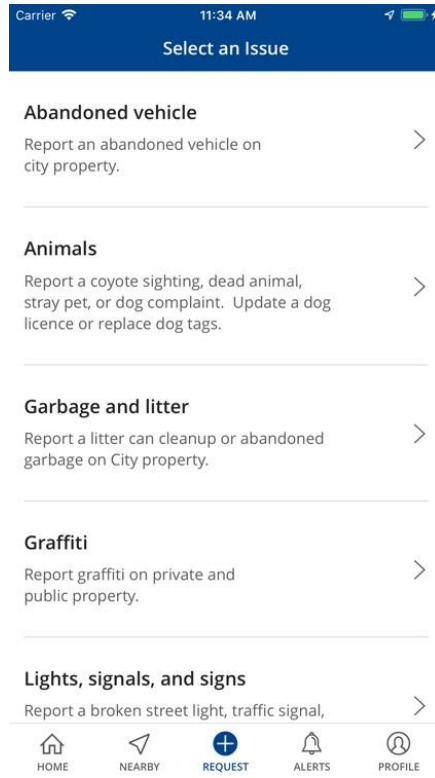 Carrier 11:34 AM
Select an Issue
Abandoned vehicle
Report an abandoned vehicle on
city property.
Animals
Report a coyote sighting, dead animal,
stray pet, or dog complaint. Update a dog
licence or replace dog tags.
Garbage and litter
Report a litter can cleanup or abandoned
garbage on City property.
Graffiti
Report graffiti on private and
public property.
Lights, signals, and signs
Report a broken street light, traffic signal,
HOME NEARBY REQUEST ALERTS PROFILE